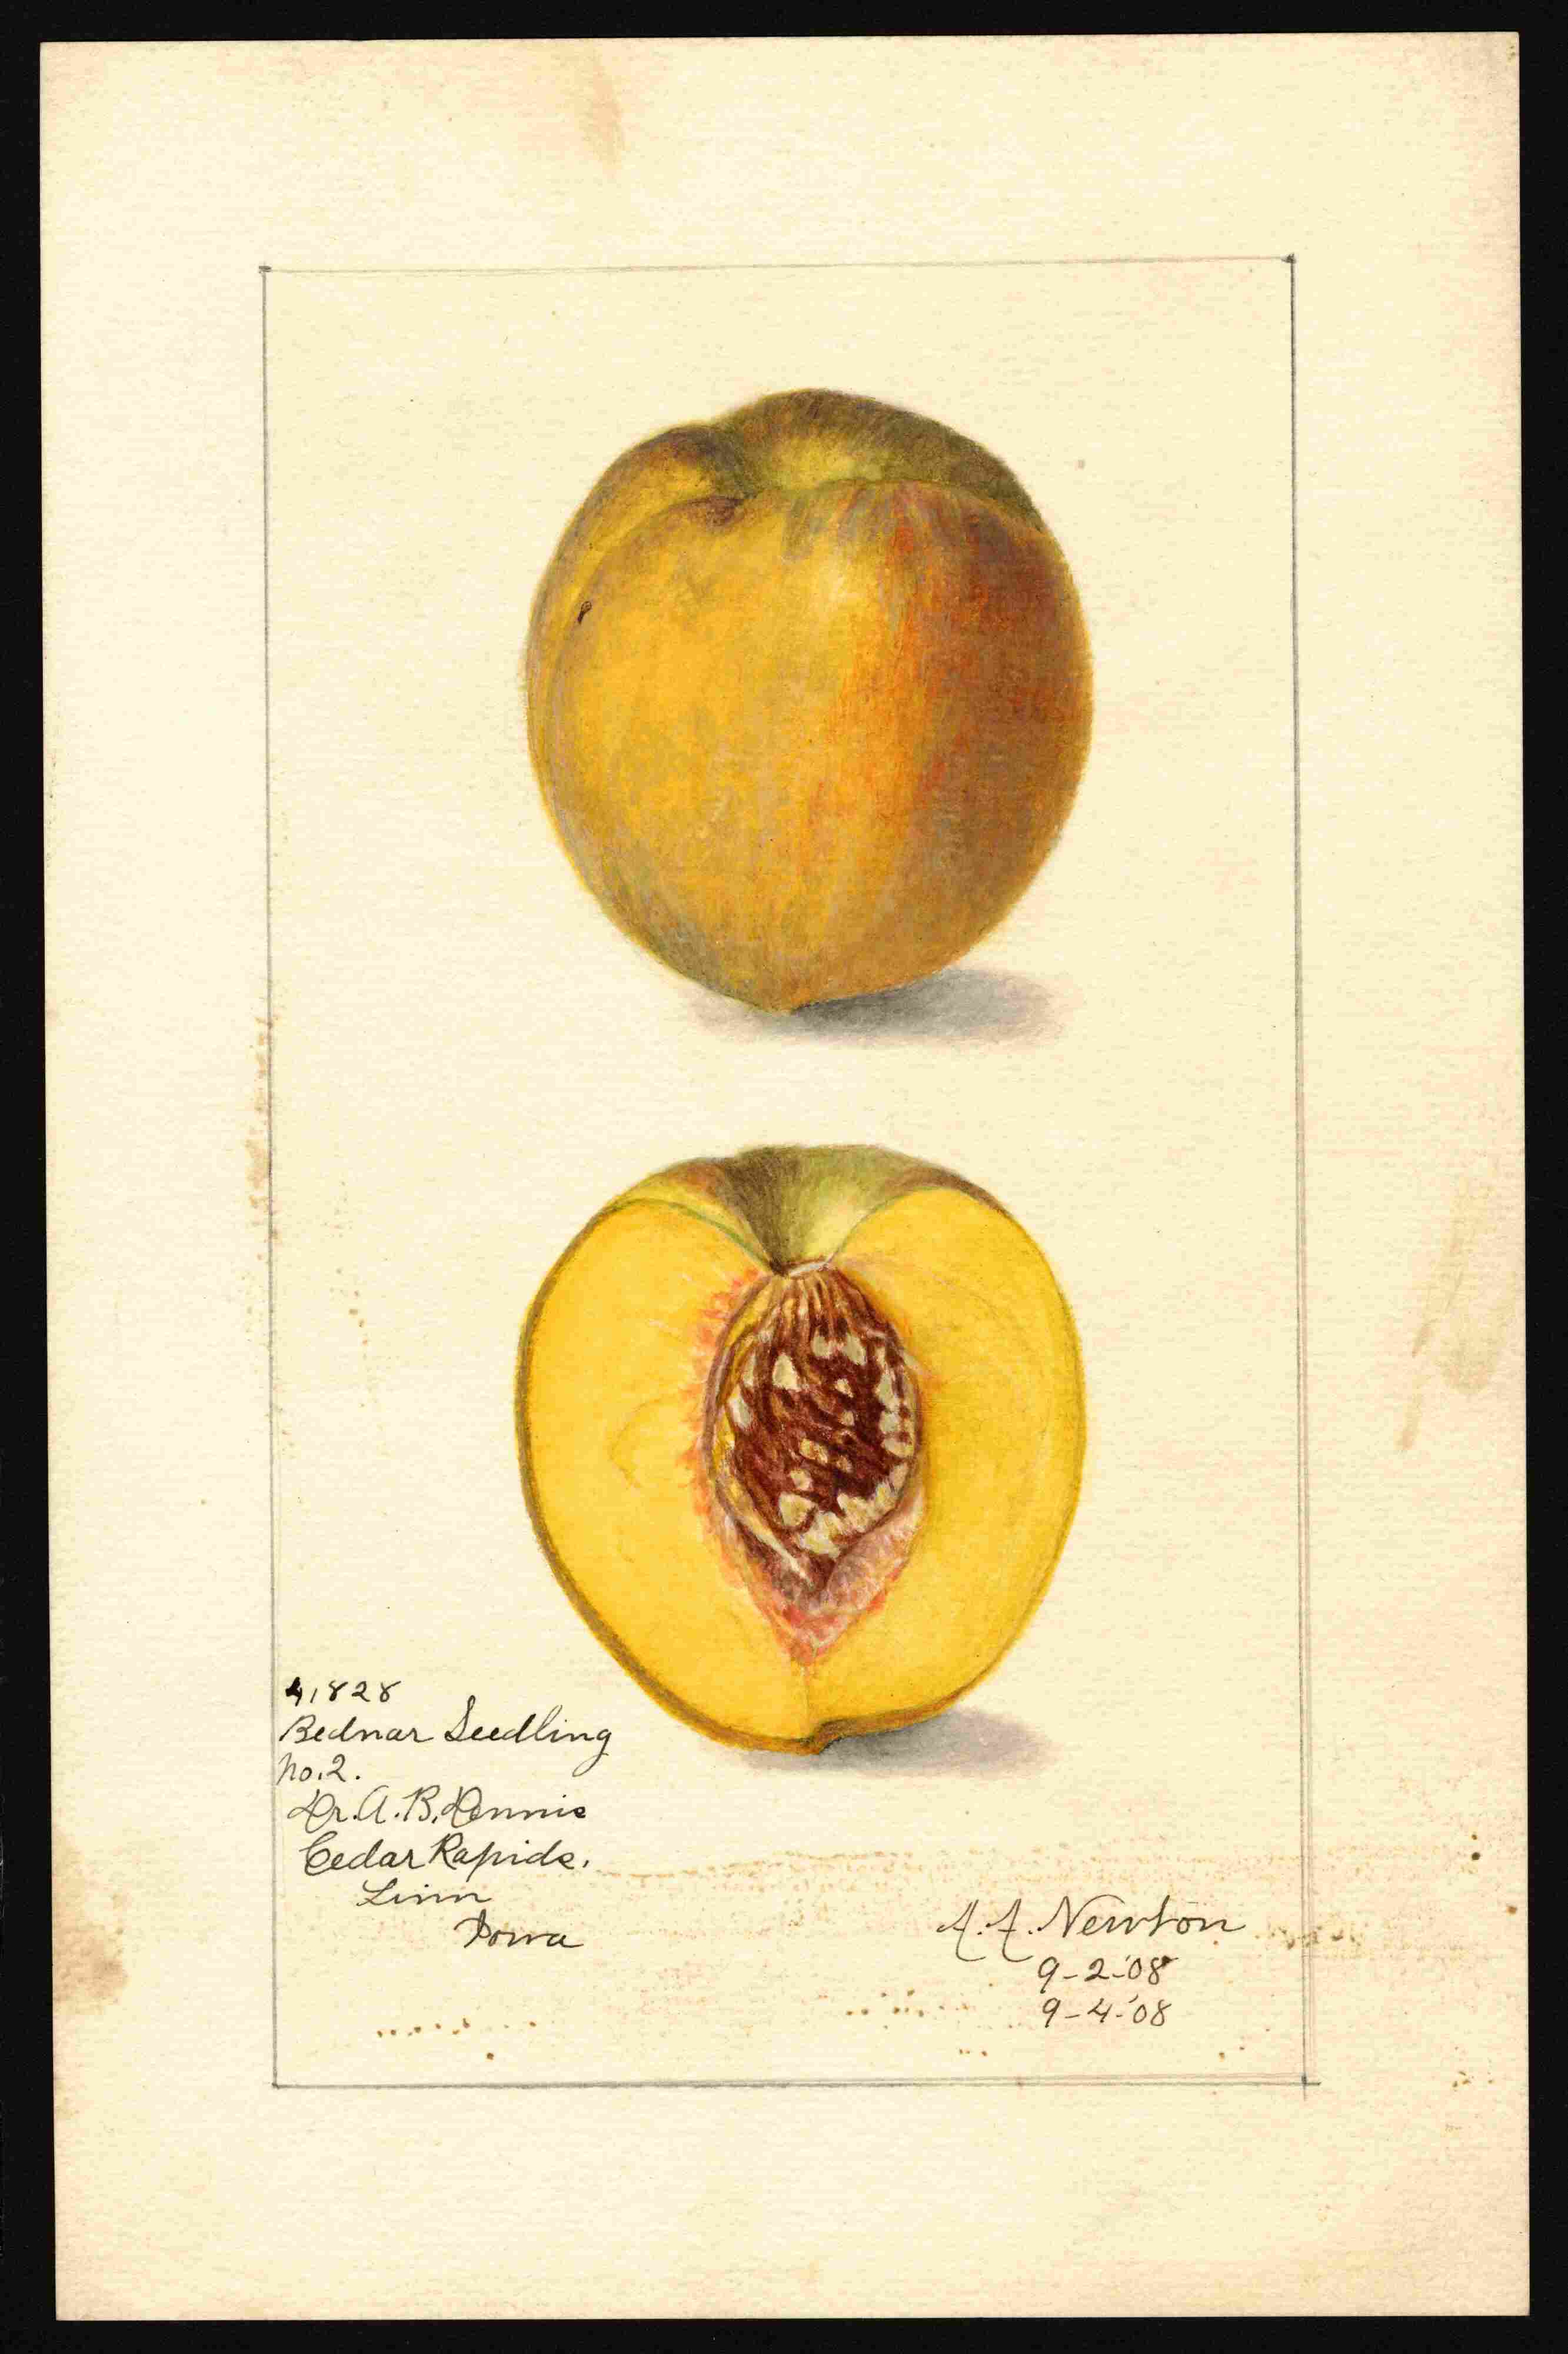 41828
Bednar Seedling
No. 2.
Dr. A. B. Dennis
Cedar Rapids,
Linn
Iowa
A. A. Newton
9-2-'08
9-4-'08